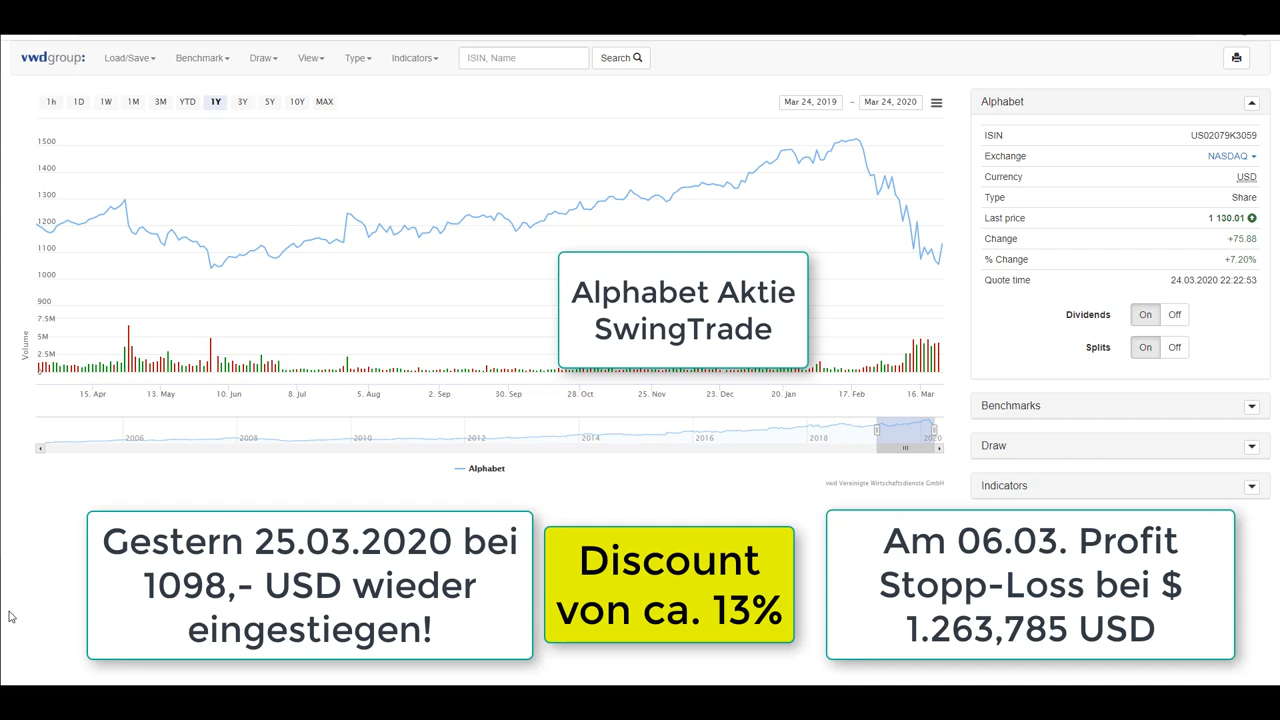 vwdgroup: Load/Save Benchmark Draw View Type Indicators ISIN, Name Search
1h 1D 1W 1M 3M YTD 1Y 3Y 5Y 10Y MAX Mar 24, 2019 - Mar 24, 2020
1500
1400
1300
1200
1100
1000
900
7.5M
5M
2.5M
0
Volume
15. Apr 13. May 10. Jun 8. Jul 5. Aug 2. Sep 30. Sep 28. Oct 25. Nov 23. Dec 20. Jan 17. Feb 16. Mar
2006 2008 2010 2012 2014 2016 2018 2020
Alphabet
vwd Vereinigte Wirtschaftsdienste GmbH
Alphabet
ISIN US02079K3059
Exchange NASDAQ
Currency USD
Type Share
Last price 1 130.01
Change +75.88
% Change +7.20%
Quote time 24.03.2020 22:22:53
Dividends On Off
Splits On Off
Benchmarks
Draw
Indicators
Alphabet Aktie
SwingTrade
Gestern 25.03.2020 bei
1098,- USD wieder
eingestiegen!
Discount
von ca. 13%
Am 06.03. Profit
Stopp-Loss bei $
1.263,785 USD